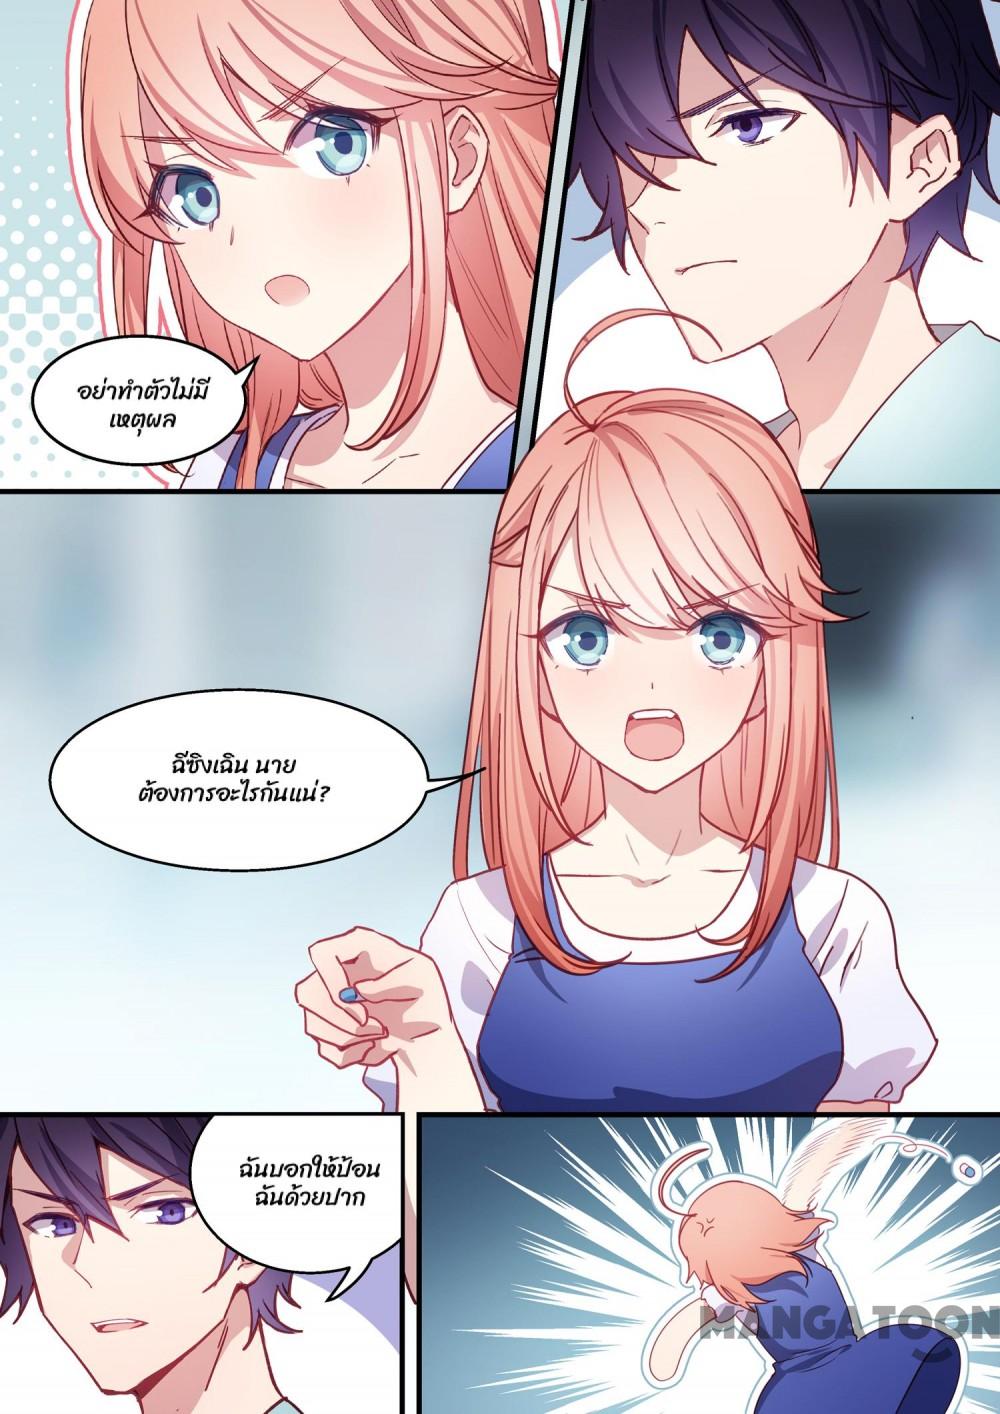 อย่าทำตัวไม่มี
เหตุผล
ฉีซิงเฉิน นาย
ต้องการอะไรกันแน่?
ฉันบอกให้ป้อน
ฉันด้วยปาก
MANGATOON